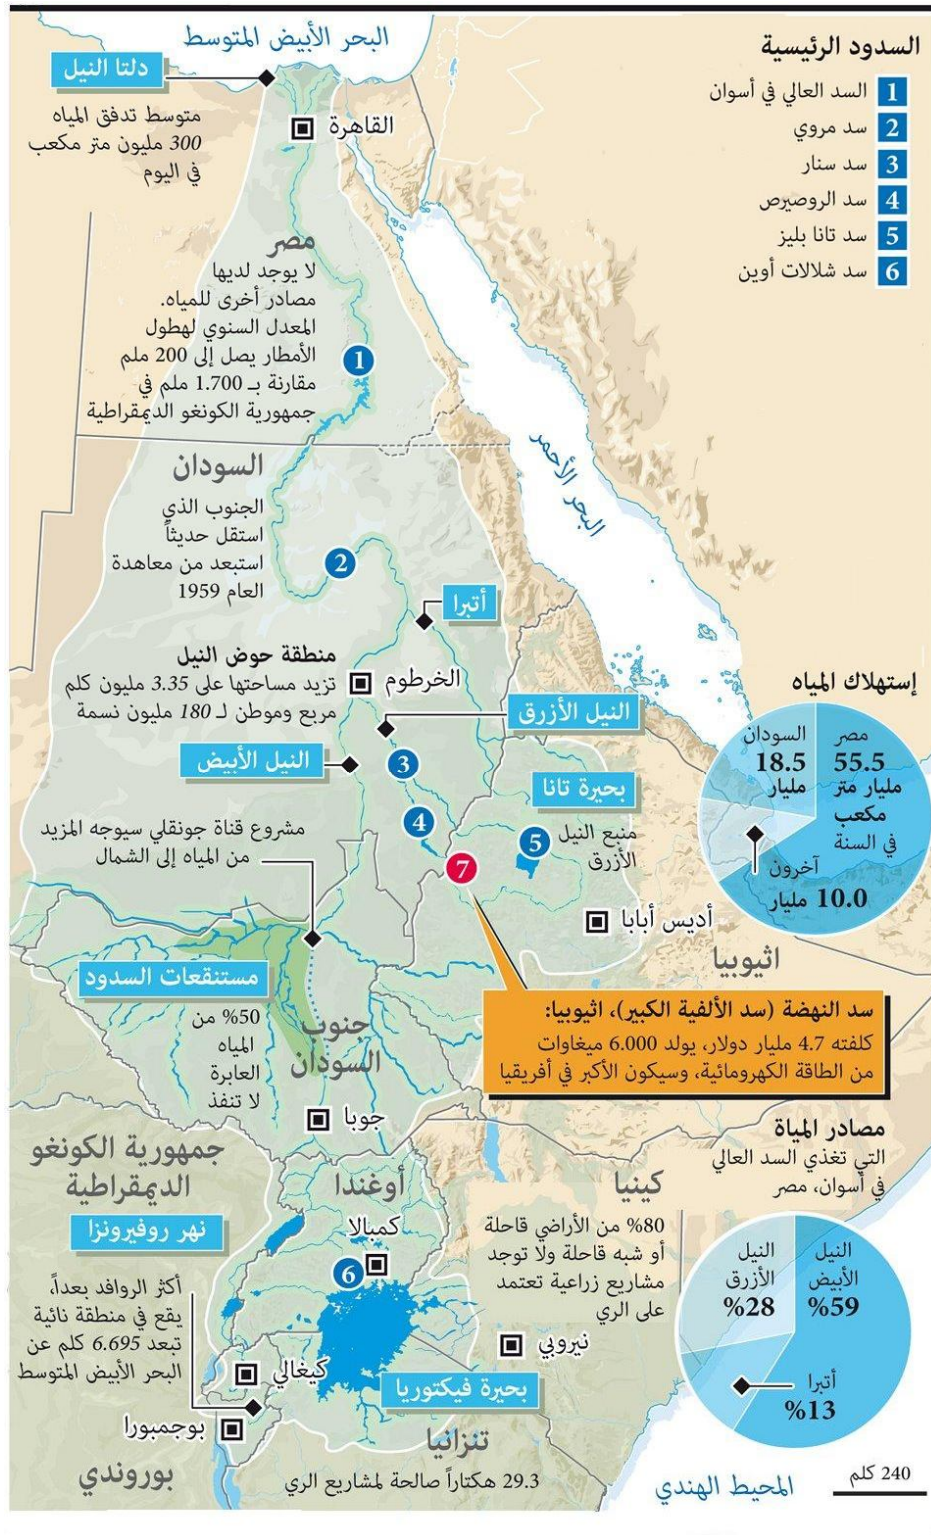 البحر الأبيض المتوسط
دلتا النيل
متوسط تدفق المياه
300 مليون متر مكعب
في اليوم
القاهرة
السدود الرئيسية
1 السد العالي في أسوان
2 سد مروي
3 سد سنار
4 سد الروصيرص
5 سد تانا بليز
6 سد شلالات أوين
مصر
لا يوجد لديها
مصادر أخرى للمياه.
المعدل السنوي لهطول
الأمطار يصل إلى 200 ملم
مقارنة بـ 1.700 ملم في
جمهورية الكونغو الديمقراطية
1
البحر الأحمر
السودان
الجنوب الذي
استقل حديثاً
استبعد من معاهدة
العام 1959
2
أتبرا
منطقة حوض النيل
تزيد مساحتها على 3.35 مليون كلم
مربع وموطن لـ 180 مليون نسمة
الخرطوم
النيل الأزرق
النيل الأبيض
3
4
بحيرة تانا
منبع النيل
الأزرق
5
7
إستهلاك المياه
مصر
55.5
مليار متر
مكعب
في السنة
السودان
18.5
مليار
آخرون
10.0 مليار
مشروع قناة جونقلي سيوجه المزيد
من المياه إلى الشمال
أديس أبابا
اثيوبيا
مستنقعات السدود
%50 من
المياه
العابرة
لا تنفذ
جنوب
السودان
جوبا
سد النهضة (سد الألفية الكبير)، اثيوبيا:
كلفته 4.7 مليار دولار، يولد 6.000 ميغاوات
من الطاقة الكهرومائية، وسيكون الأكبر في أفريقيا
مصادر المياة
التي تغذي السد العالي
في أسوان، مصر
النيل
الأبيض
%59
النيل
الأزرق
%28
أتبرا
%13
جمهورية الكونغو
الديمقراطية
أوغندا
كمبالا
6
كينيا
%80 من الأراضي قاحلة
أو شبه قاحلة ولا توجد
مشاريع زراعية تعتمد
على الري
نيروبي
نهر روفيرونزا
أكثر الروافد بعداً،
يقع في منطقة نائية
تبعد 6.695 كلم عن
البحر الأبيض المتوسط
كيغالي
بوجمبورا
بوروندي
بحيرة فيكتوريا
تنزانيا
29.3 هكتاراً صالحة لمشاريع الري
المحيط الهندي
240 كلم